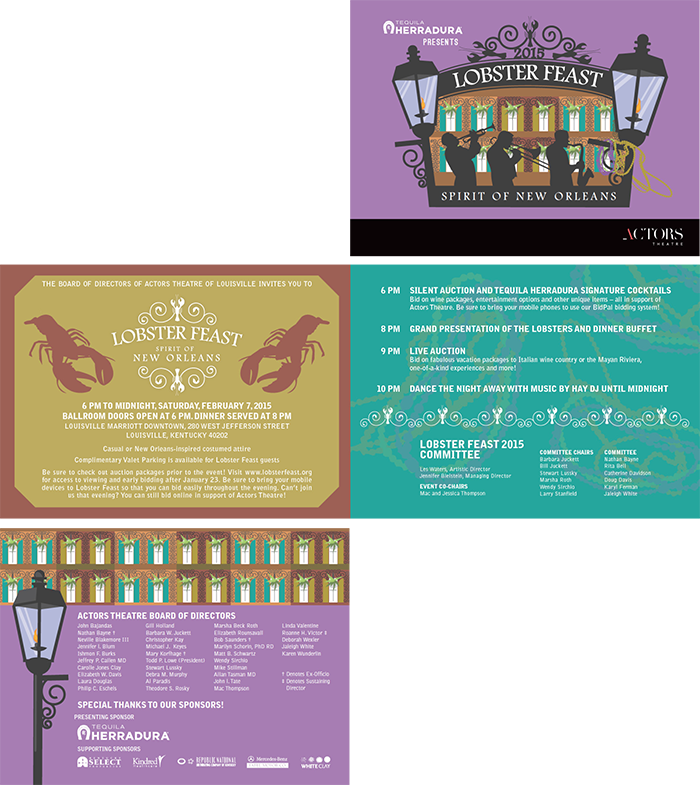 TEQUILA
HERRADURA
PRESENTS
2015
LOBSTER FEAST
SPIRIT OF NEW ORLEANS
ACTORS
THEATRE
THE BOARD OF DIRECTORS OF ACTORS THEATRE OF LOUISVILLE INVITES YOU TO
LOBSTER FEAST
SPIRIT OF
NEW ORLEANS
6 PM TO MIDNIGHT, SATURDAY, FEBRUARY 7, 2015
BALLROOM DOORS OPEN AT 6 PM. DINNER SERVED AT 8 PM
LOUISVILLE MARRIOTT DOWNTOWN, 280 WEST JEFFERSON STREET
LOUISVILLE, KENTUCKY 40202
Casual or New Orleans-inspired costumed attire
Complimentary Valet Parking is available for Lobster Feast guests
Be sure to check out auction packages prior to the event! Visit www.lobsterfeast.org
for access to viewing and early bidding after January 23. Be sure to bring your mobile
devices to Lobster Feast so that you can bid easily throughout the evening. Can't join
us that evening? You can still bid online in support of Actors Theatre!
6 PM SILENT AUCTION AND TEQUILA HERRADURA SIGNATURE COCKTAILS
Bid on wine packages, entertainment options and other unique items – all in support of
Actors Theatre. Be sure to bring your mobile phones to use our BidPal bidding system!
8 PM GRAND PRESENTATION OF THE LOBSTERS AND DINNER BUFFET
9 PM LIVE AUCTION
Bid on fabulous vacation packages to Italian wine country or the Mayan Riviera,
one-of-a-kind experiences and more!
10 PM DANCE THE NIGHT AWAY WITH MUSIC BY HAY DJ UNTIL MIDNIGHT
LOBSTER FEAST 2015
COMMITTEE
Les Waters, Artistic Director
Jennifer Bielstein, Managing Director
EVENT CO-CHAIRS
Mac and Jessica Thompson
COMMITTEE CHAIRS
Barbara Juckett
Bill Juckett
Stewart Lussky
Marsha Roth
Wendy Sirchio
Larry Stanfield
COMMITTEE
Nathan Bayne
Rita Bell
Catherine Davidson
Doug Davis
Karyl Ferman
Jaleigh White
ACTORS THEATRE BOARD OF DIRECTORS
John Bajandas
Nathan Bayne †
Neville Blakemore III
Jennifer L. Blum
Ishmon F. Burks
Jeffrey P. Callen MD
Carolle Jones Clay
Elizabeth W. Davis
Laura Douglas
Philip C. Eschels
Gill Holland
Barbara W. Juckett
Christopher Kay
Michael J. Keyes
Mary Korfhage †
Todd P. Lowe (President)
Stewart Lussky
Debra M. Murphy
Al Paradis
Theodore S. Rosky
Marsha Beck Roth
Elizabeth Rounsavall
Bob Saunders †
Marilyn Schorin, PhD RD
Matt B. Schwartz
Wendy Sirchio
Mike Stillman
Allan Tasman MD
John I. Tate
Mac Thompson
Linda Valentine
Roanne H. Victor ‡
Deborah Wexler
Jaleigh White
Karen Wunderlin
† Denotes Ex-Officio
‡ Denotes Sustaining
Director
SPECIAL THANKS TO OUR SPONSORS!
PRESENTING SPONSOR
TEQUILA
HERRADURA
SUPPORTING SPONSORS
SELECT
Kindred
Healthcare
REPUBLIC NATIONAL
DISTRIBUTING COMPANY OF KENTUCKY
Mercedes-Benz
WHITE CLAY